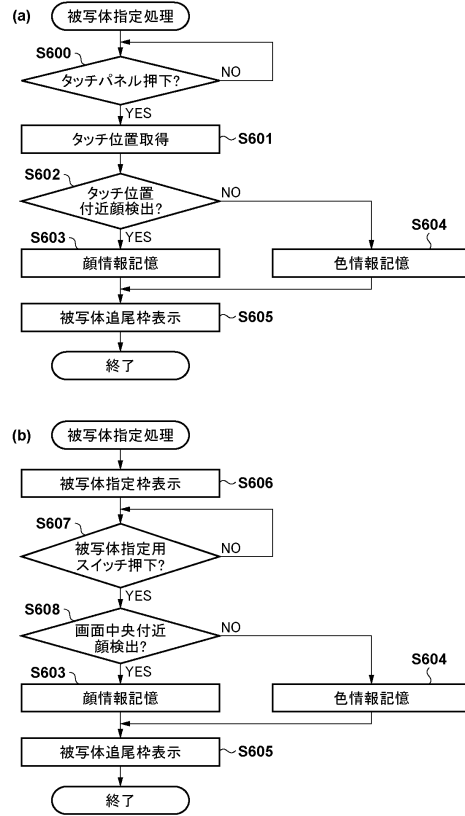 (a)
被写体指定処理
S600
タッチパネル押下?
NO
YES
タッチ位置取得
S601
S602
タッチ位置
付近顔検出?
NO
YES
S603
顔情報記憶
S604
色情報記憶
被写体追尾枠表示
S605
終了
(b)
被写体指定処理
被写体指定枠表示
S606
S607
被写体指定用
スイッチ押下?
NO
YES
S608
画面中央付近
顔検出?
NO
YES
S603
顔情報記憶
S604
色情報記憶
被写体追尾枠表示
S605
終了